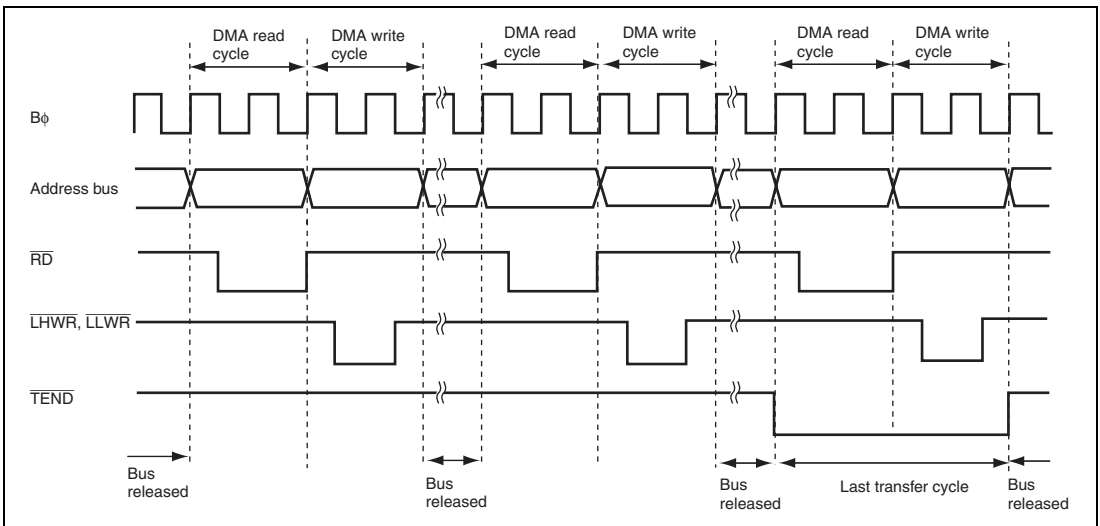 DMA read
cycle
DMA write
cycle
DMA read
cycle
DMA write
cycle
DMA read
cycle
DMA write
cycle
Bϕ
Address bus
RD
LHWR, LLWR
TEND
Bus
released
Bus
released
Bus
released
Last transfer cycle
Bus
released